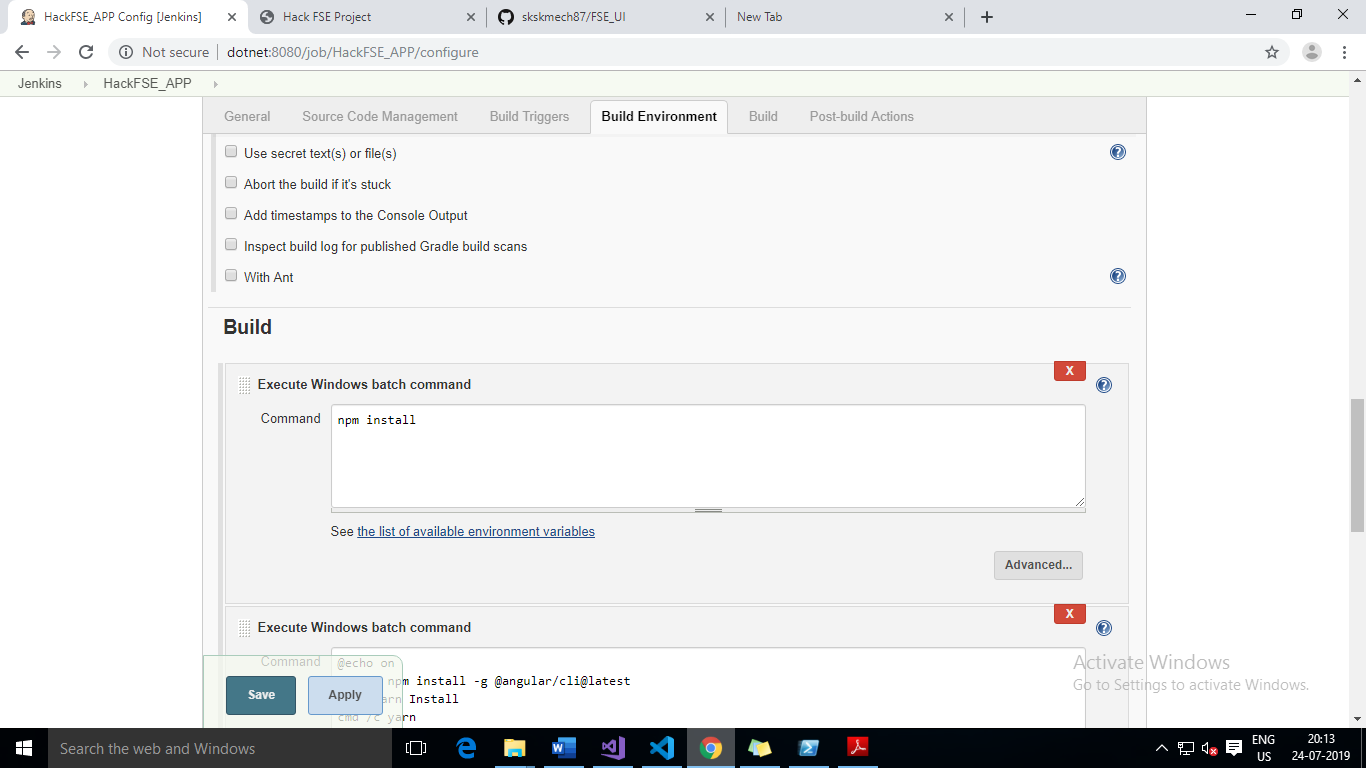 HackFSE_APP Config [Jenkins]
Hack FSE Project
skskmech87/FSE_UI
New Tab
Not secure
dotnet:8080/job/HackFSE_APP/configure
Jenkins
HackFSE_APP
General
Source Code Management
Build Triggers
Build Environment
Build
Post-build Actions
Use secret text(s) or file(s)
Abort the build if it's stuck
Add timestamps to the Console Output
Inspect build log for published Gradle build scans
With Ant
Build
X
Execute Windows batch command
Command
npm install
See the list of available environment variables
Advanced...
X
Execute Windows batch command
Command
@echo on
npm install -g @angular/cli@latest
Install
cmd /c yarn
Save
Apply
Activate Windows
Go to Settings to activate Windows.
Search the web and Windows
ENG
US
20:13
24-07-2019